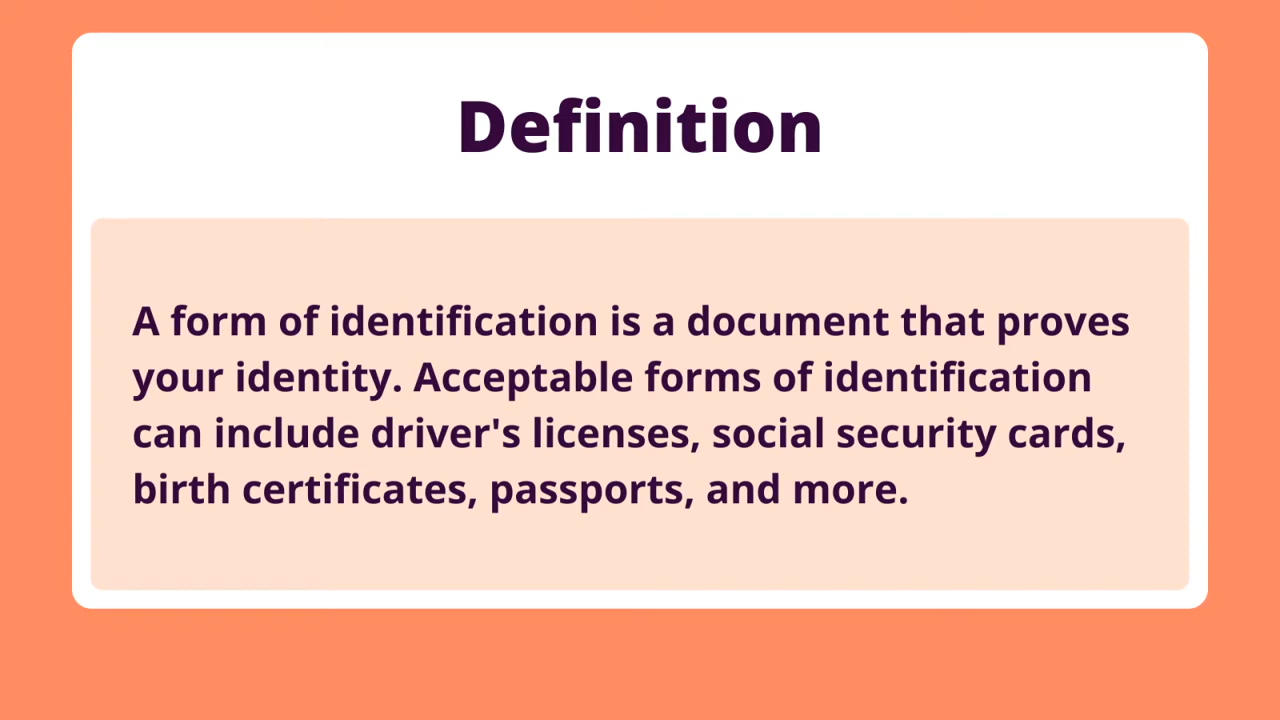 Definition
A form of identification is a document that proves
your identity. Acceptable forms of identification
can include driver's licenses, social security cards,
birth certificates, passports, and more.